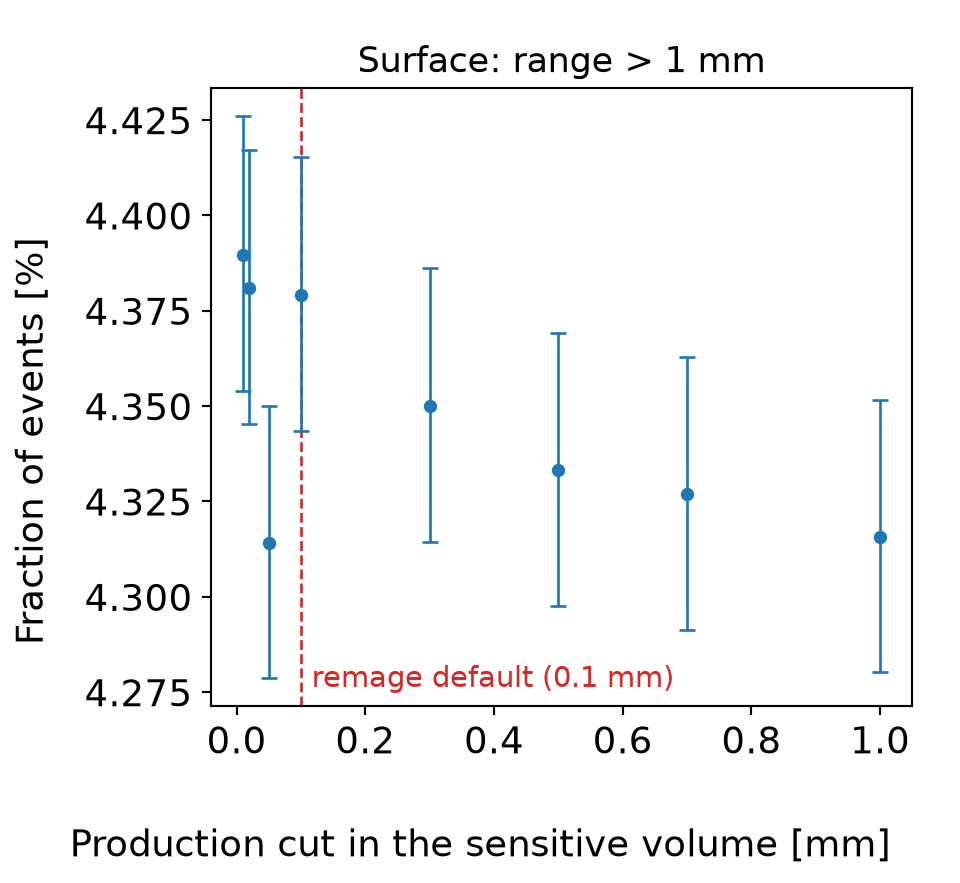 Surface: range > 1 mm
Fraction of events [%]
4.425
4.400
4.375
4.350
4.325
4.300
4.275
remage default (0.1 mm)
0.0 0.2 0.4 0.6 0.8 1.0
Production cut in the sensitive volume [mm]